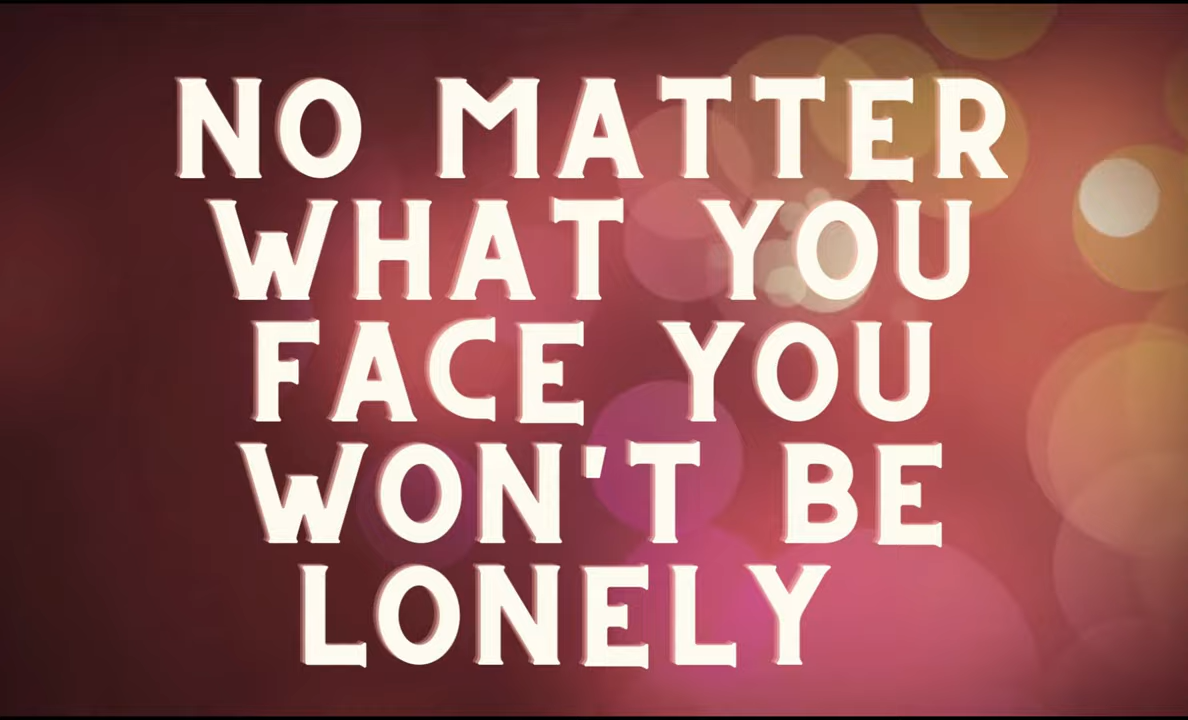 NO MATTER
WHAT YOU
FACE YOU
WON'T BE
LONELY